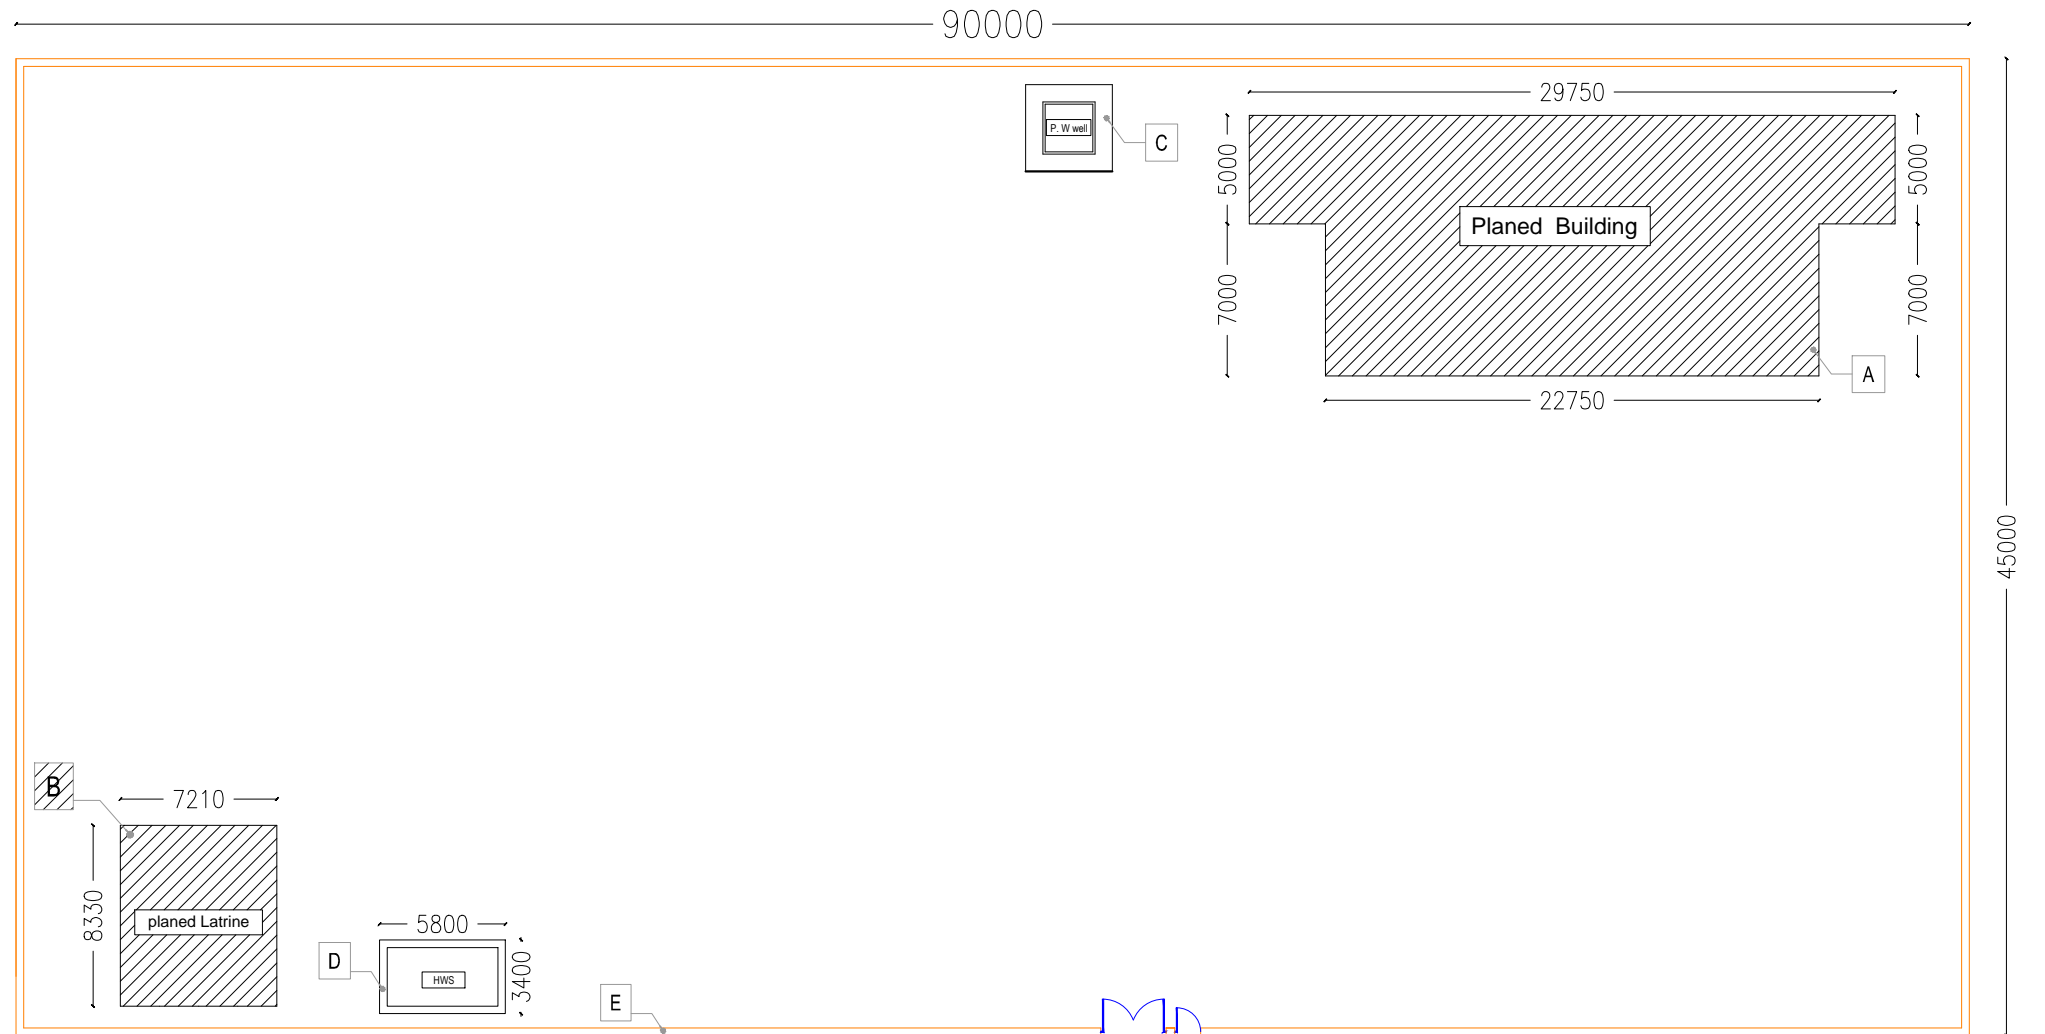 90000
29750
P. W well
C
5000
5000
Planed Building
7000
7000
A
22750
45000
B
7210
8330
planed Latrine
5800
D
HWS
3400
E